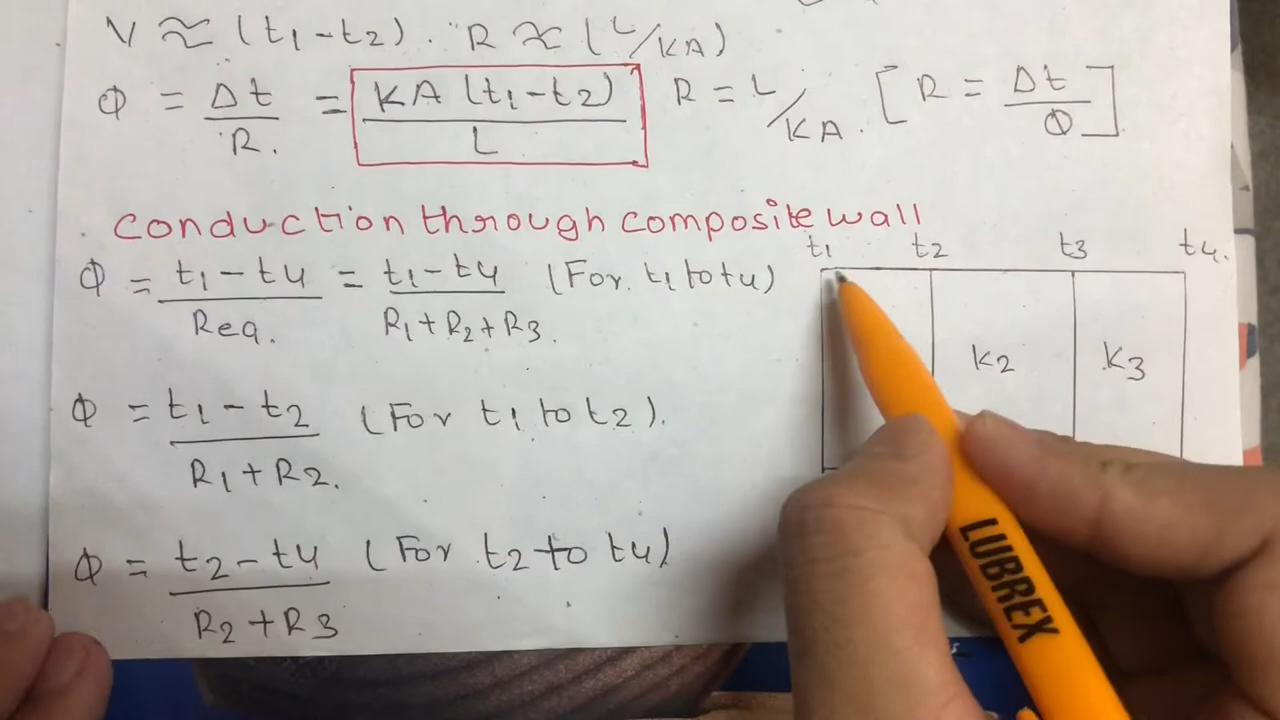 V ≈ (t1-t2). R ≈ (L/KA)
Φ = Δt/R. = KA(t1-t2)/L R = L/KA. [R = Δt/Φ]
conduction through composite wall
t1 t2 t3 t4.
Φ = t1-t4/Req. = t1-t4/R1+R2+R3. (For t1 to t4)
K2 K3
Φ = t1-t2/R1+R2. (For t1 to t2).
Φ = t2-t4/R2+R3 (For t2 to t4)
LUBREX